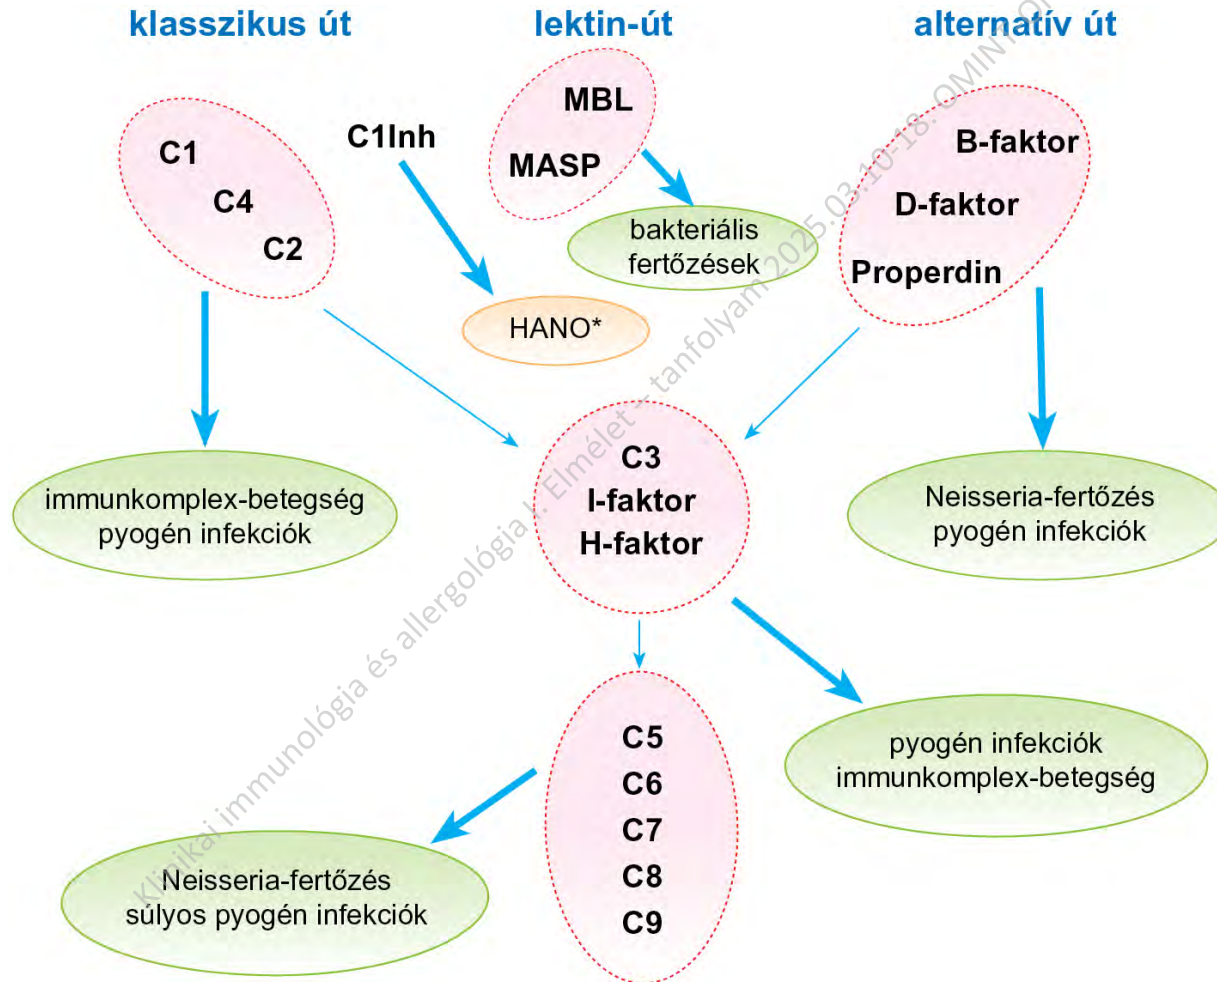 klasszikus út
lektin-út
alternatív út
C1
C4
C2
C1Inh
MBL
MASP
bakteriális
fertőzések
B-faktor
D-faktor
Properdin
HANO*
immunkomplex-betegség
pyogén infekciók
C3
I-faktor
H-faktor
Neisseria-fertőzés
pyogén infekciók
C5
C6
C7
C8
C9
pyogén infekciók
immunkomplex-betegség
Neisseria-fertőzés
súlyos pyogén infekciók
Klinikai immunológia és allergológia I. Elmélet – tanfolyam 2025.03.10-18. OMINT